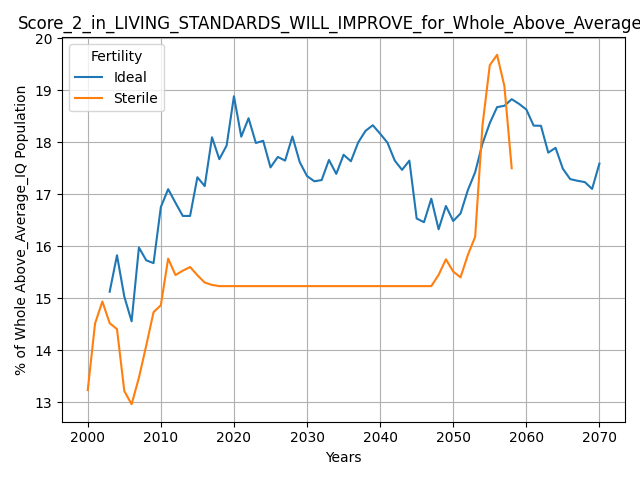 Score_2_in_LIVING_STANDARDS_WILL_IMPROVE_for_Whole_Above_Average
Fertility
Ideal
Sterile
% of Whole Above_Average_IQ Population
20
19
18
17
16
15
14
13
2000 2010 2020 2030 2040 2050 2060 2070
Years